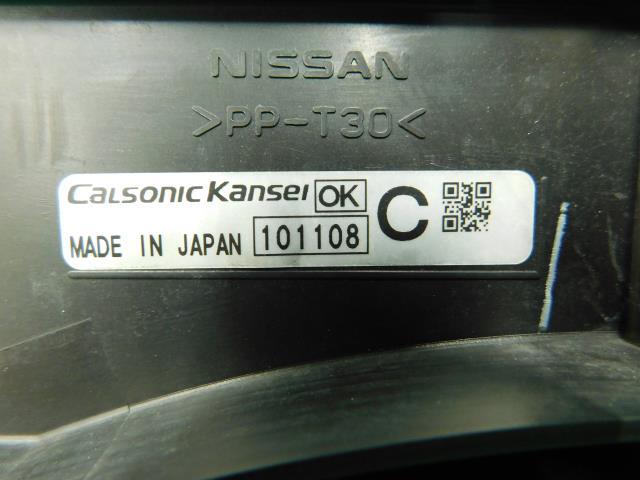 NISSAN
>PP-T30<
CalsonicKansei OK C
MADE IN JAPAN 101108